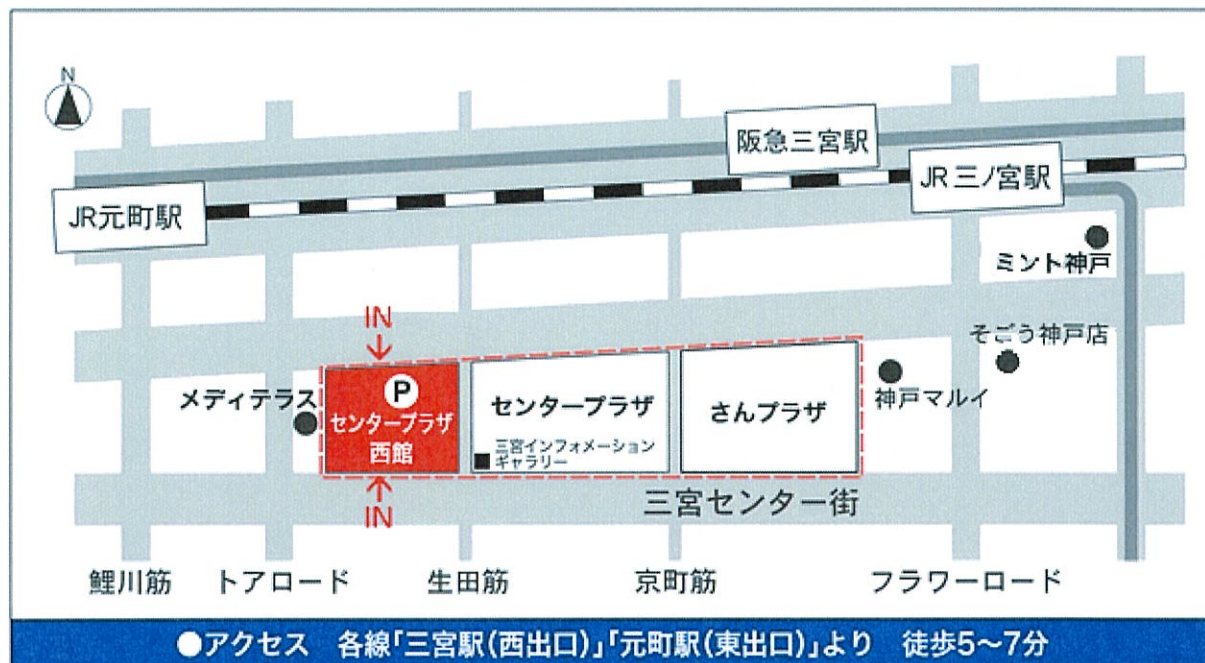 N
阪急三宮駅
JR三ノ宮駅
JR元町駅
ミント神戸
IN
そごう神戸店
メディテラス
P
センタープラザ
西館
センタープラザ
三宮インフォメーション
ギャラリー
さんプラザ
神戸マルイ
IN
三宮センター街
鯉川筋
トアロード
生田筋
京町筋
フラワーロード
●アクセス 各線「三宮駅(西出口)」「元町駅(東出口)」より 徒歩5~7分